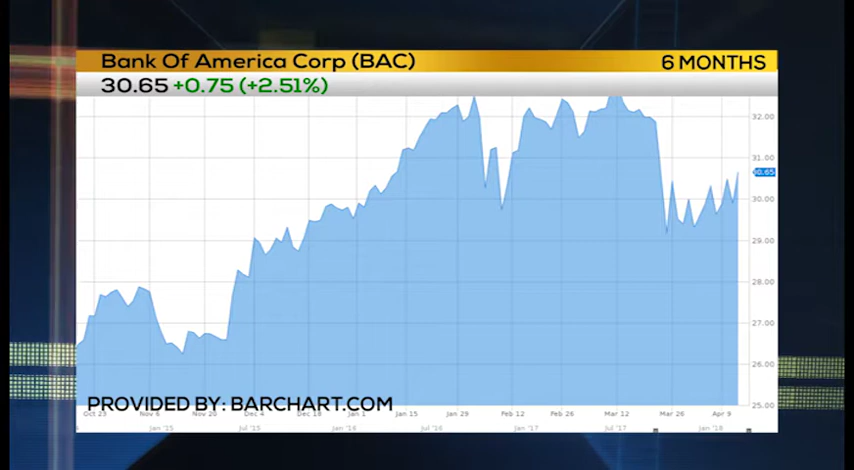 Bank Of America Corp (BAC) 6 MONTHS
30.65 +0.75 (+2.51%)
32.00
31.00
30.65
30.00
29.00
28.00
27.00
26.00
25.00
PROVIDED BY: BARCHART.COM
Oct 23 Nov 6 Nov 20 Dec 4 Dec 18 Jan 1 Jan 15 Jan 29 Feb 12 Feb 26 Mar 12 Mar 26 Apr 9
Jan '15 Jul '15 Jan '16 Jul '16 Jan '17 Jul '17 Jan '18